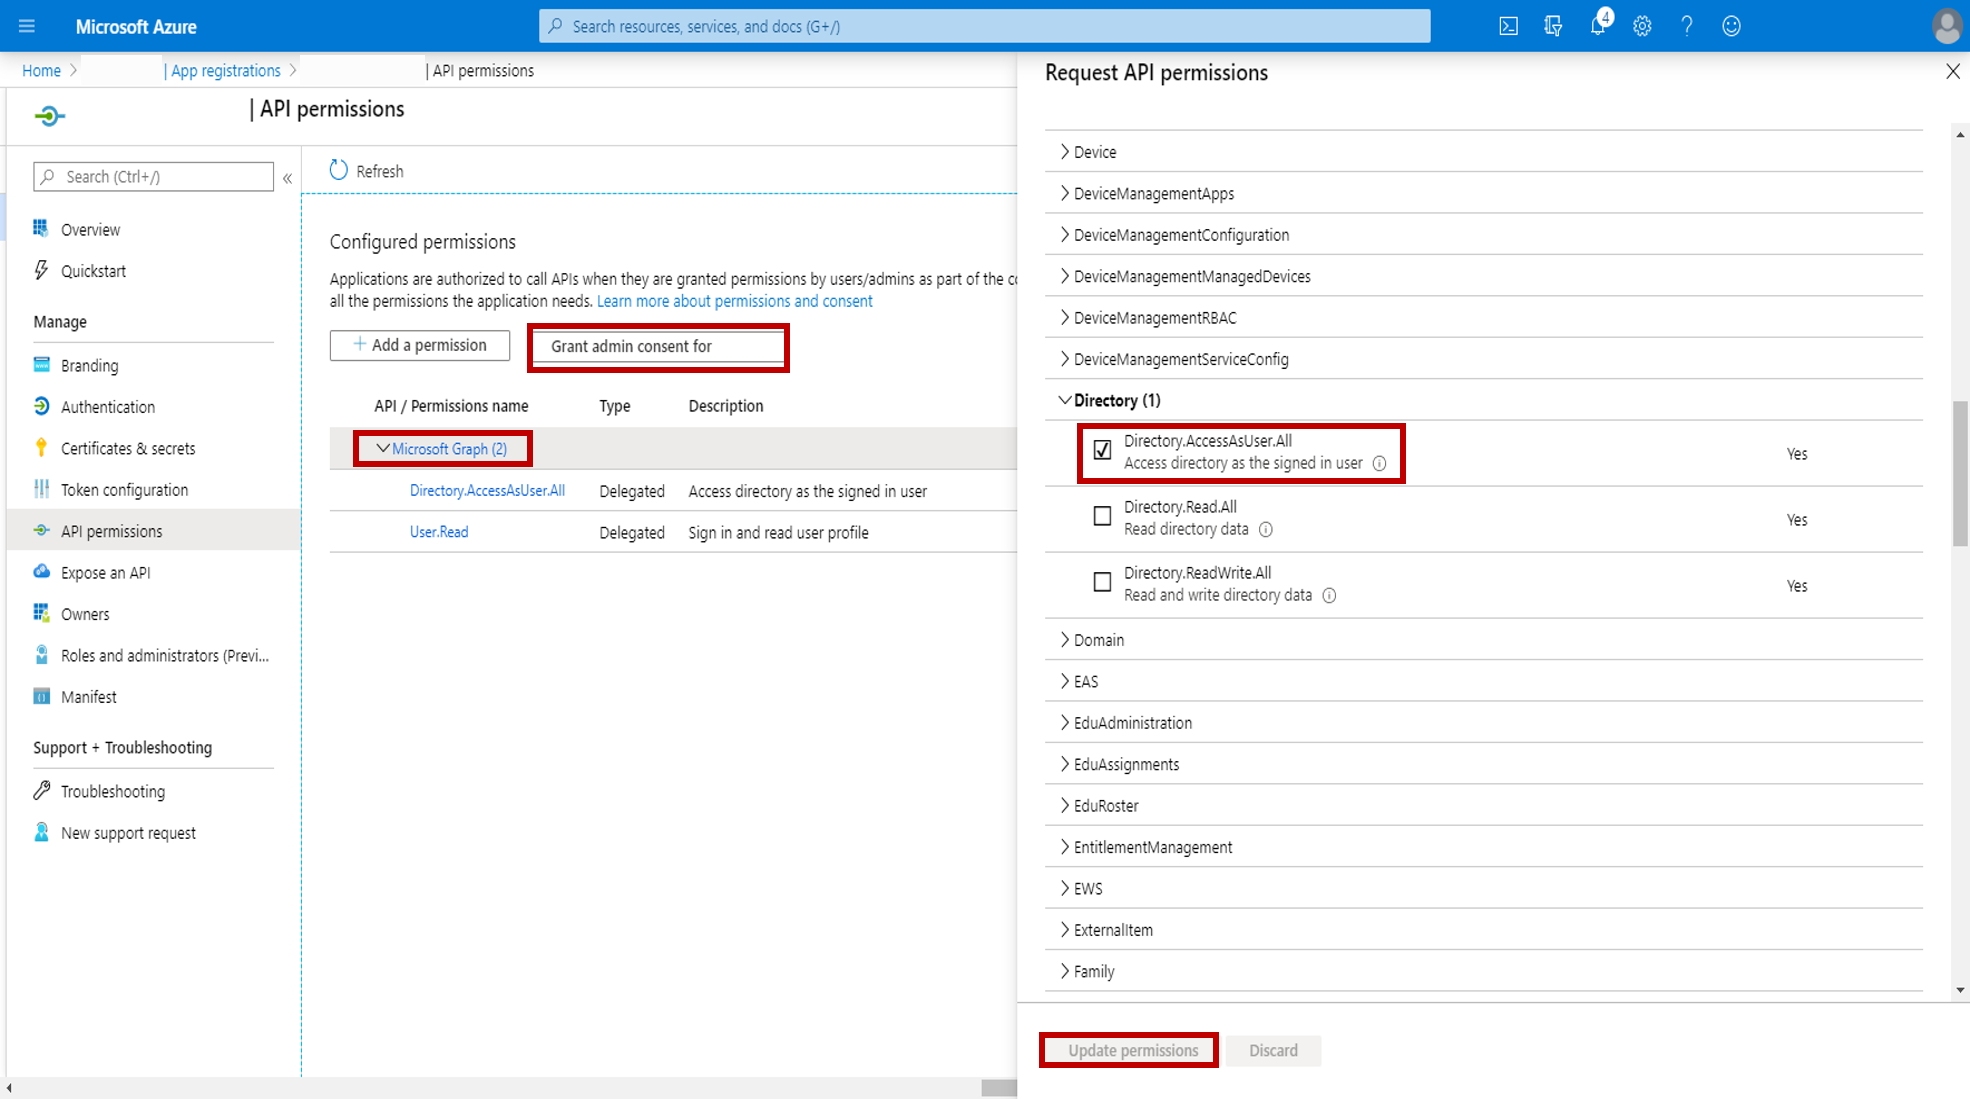 Microsoft Azure
Search resources, services, and docs (G+/)
4
Home
| App registrations
| API permissions
| API permissions
Search (Ctrl+/)
«
Overview
Quickstart
Manage
Branding
Authentication
Certificates & secrets
Token configuration
API permissions
Expose an API
Owners
Roles and administrators (Previ...
Manifest
Support + Troubleshooting
Troubleshooting
New support request
Refresh
Configured permissions
Applications are authorized to call APIs when they are granted permissions by users/admins as part of the
all the permissions the application needs. Learn more about permissions and consent
+ Add a permission
Grant admin consent for
API / Permissions name Type Description
Microsoft Graph (2)
Directory.AccessAsUser.All Delegated Access directory as the signed in user
User.Read Delegated Sign in and read user profile
Request API permissions
Device
DeviceManagementApps
DeviceManagementConfiguration
DeviceManagementManagedDevices
DeviceManagementRBAC
DeviceManagementServiceConfig
Directory (1)
Directory.AccessAsUser.All
Access directory as the signed in user
Yes
Directory.Read.All
Read directory data
Yes
Directory.ReadWrite.All
Read and write directory data
Yes
Domain
EAS
EduAdministration
EduAssignments
EduRoster
EntitlementManagement
EWS
ExternalItem
Family
Update permissions
Discard